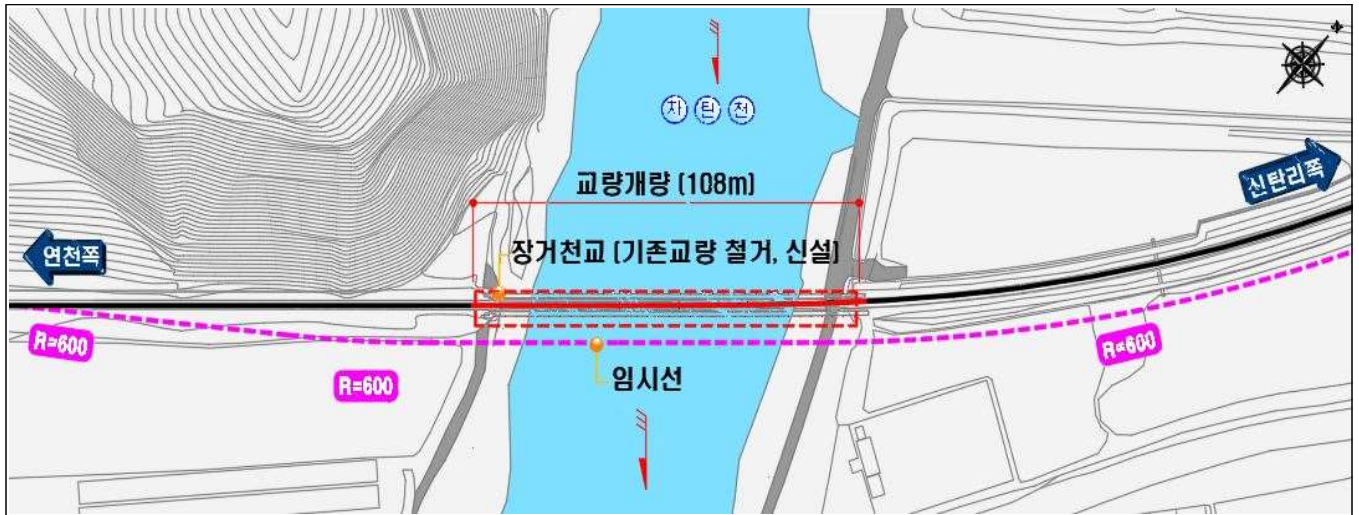 차탄천
교량개량 (108m)
신탄리쪽
장거천교 (기존교량 철거, 신설)
연천쪽
R=600
R=600
R=600
임시선